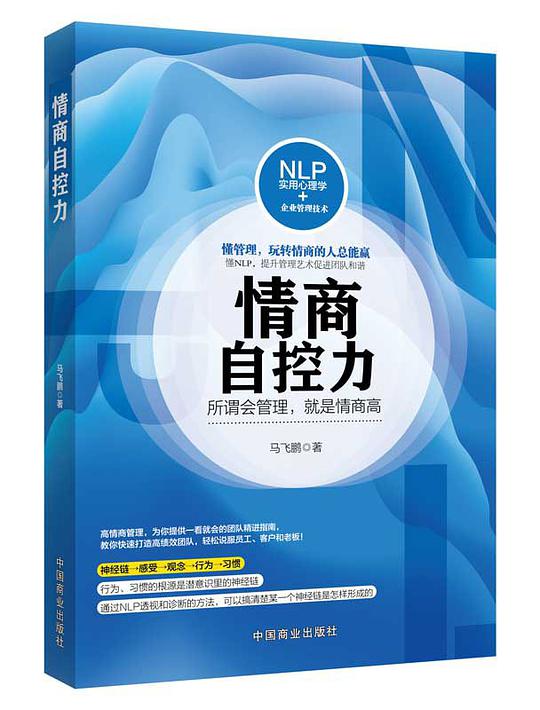 情商自控力
马飞鹏◎著
中国商业出版社
NLP
实用心理学
+
企业管理技术
懂管理，玩转情商的人总能赢
懂NLP，提升管理艺术促进团队和谐
情商
自控力
所谓会管理，就是情商高
马飞鹏◎著
高情商管理，为你提供一看就会的团队精进指南，
教你快速打造高绩效团队，轻松说服员工、客户和老板！
神经链→感受→观念→行为→习惯
行为、习惯的根源是潜意识里的神经链
通过NLP透视和诊断的方法，可以搞清楚某一个神经链是怎样形成的
中国商业出版社